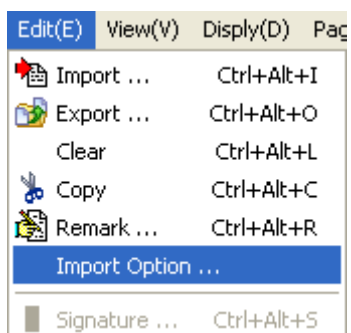 Edit(E) View(V) Disply(D) Pag
Import ... Ctrl+Alt+I
Export ... Ctrl+Alt+O
Clear Ctrl+Alt+L
Copy Ctrl+Alt+C
Remark ... Ctrl+Alt+R
Import Option ...
Signature ... Ctrl+Alt+S